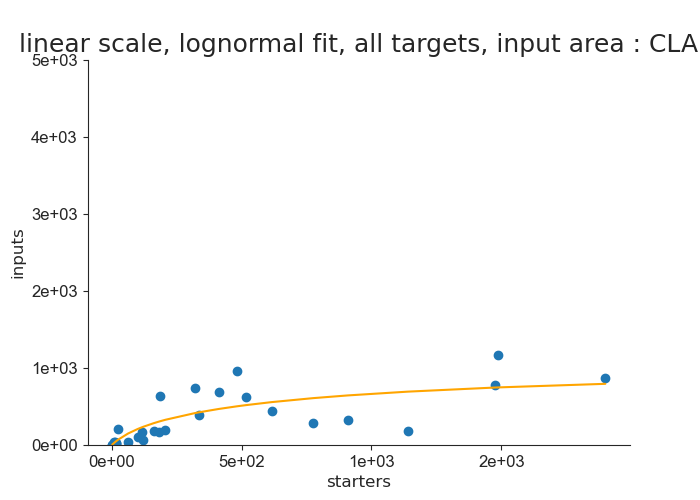 linear scale, lognormal fit, all targets, input area : CLA
5e+03
4e+03
3e+03
2e+03
1e+03
0e+00
inputs
0e+00 5e+02 1e+03 2e+03
starters